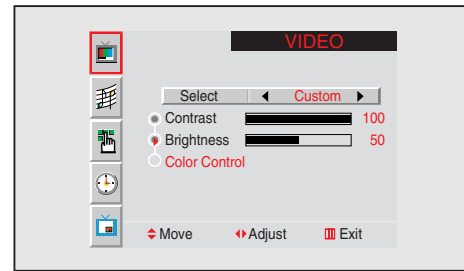 VIDEO
Select Custom
Contrast 100
Brightness 50
Color Control
Move Adjust Exit